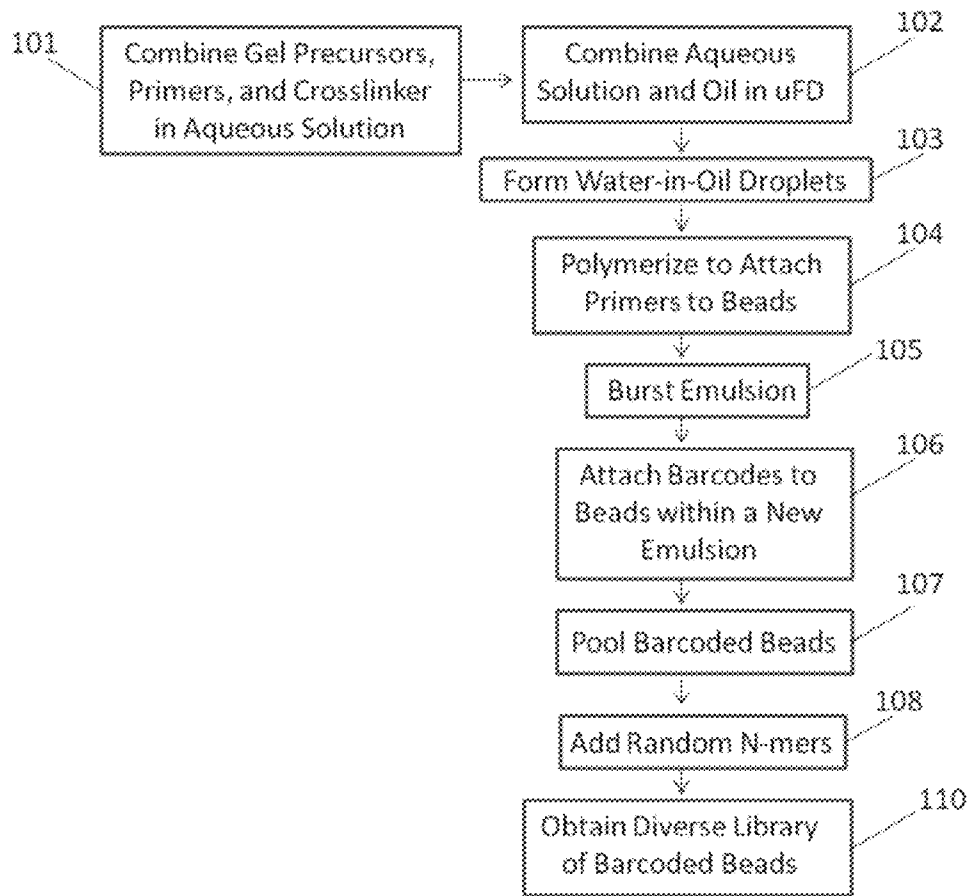 101
Combine Gel Precursors,
Primers, and Crosslinker
in Aqueous Solution
102
Combine Aqueous
Solution and Oil in uFD
103
Form Water-in-Oil Droplets
104
Polymerize to Attach
Primers to Beads
105
Burst Emulsion
106
Attach Barcodes to
Beads within a New
Emulsion
107
Pool Barcoded Beads
108
Add Random N-mers
110
Obtain Diverse Library
of Barcoded Beads